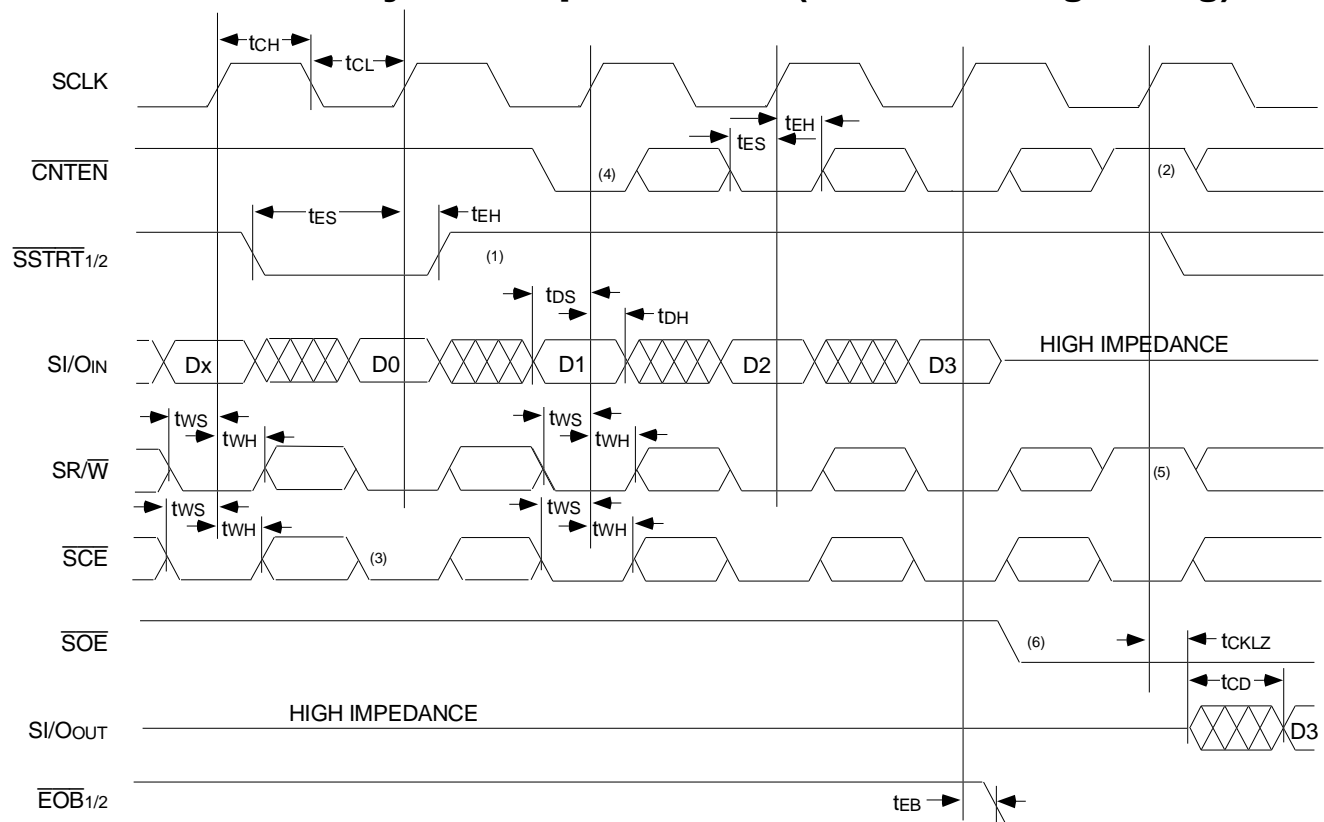 tCH
tCL
SCLK
tEH
tES
CNTEN
(4)
(2)
tES
tEH
SSTRT1/2
(1)
tDS
tDH
SI/OIN
Dx
D0
D1
D2
D3
HIGH IMPEDANCE
tWS
tWS
tWH
tWH
SR/W
(5)
tWS
tWS
tWH
tWH
SCE
(3)
SOE
(6)
tCKLZ
tCD
HIGH IMPEDANCE
SI/OOUT
D3
EOB1/2
tEB